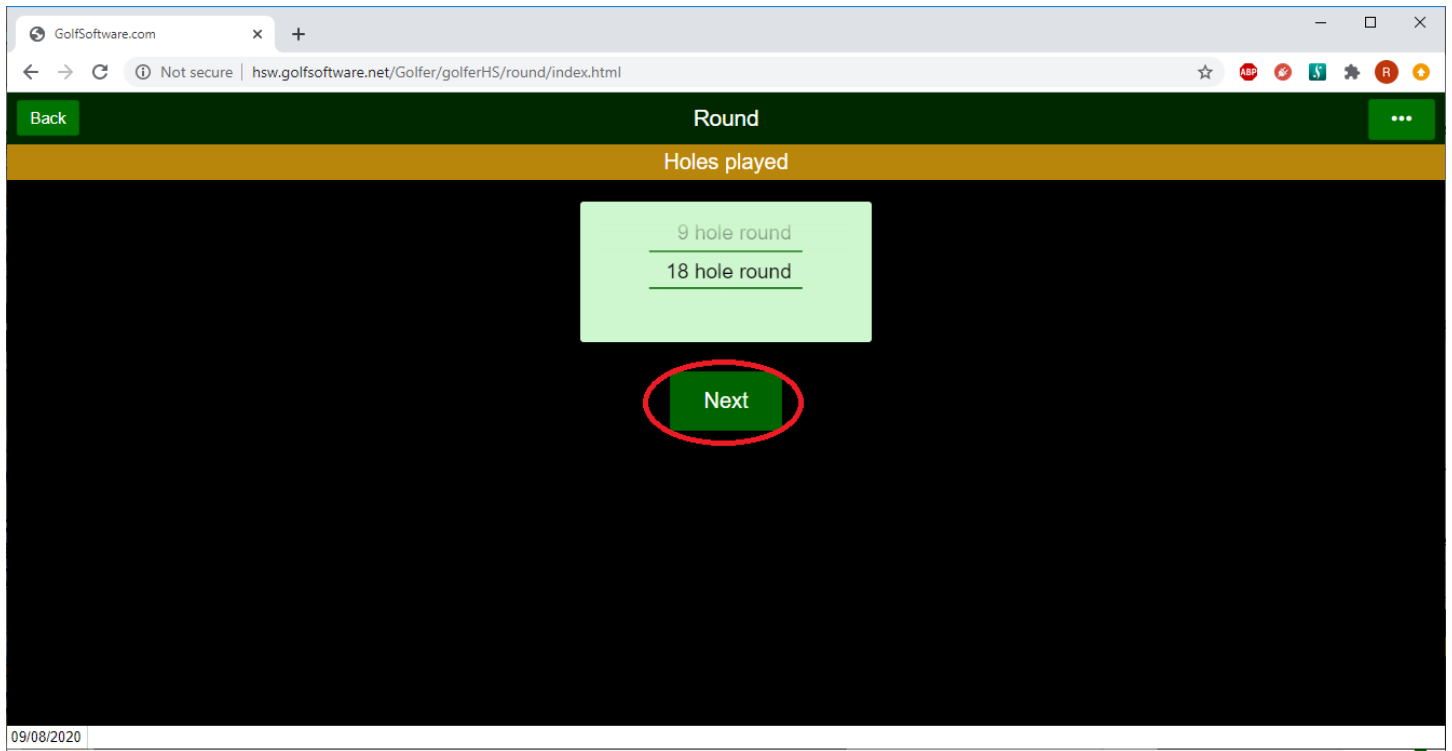 GolfSoftware.com
Not secure | hsw.golfsoftware.net/Golfer/golferHS/round/index.html
ABP
S
R
Back
Round
•••
Holes played
9 hole round
18 hole round
Next
09/08/2020